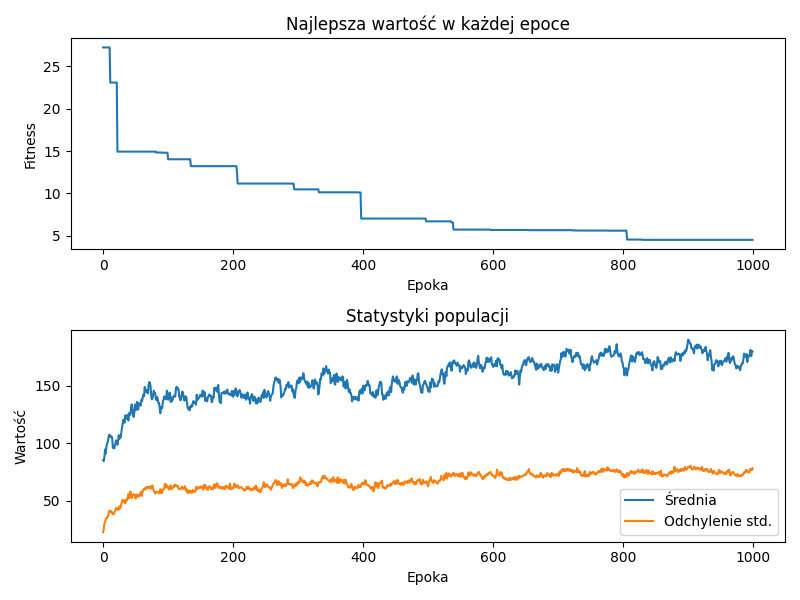 Najlepsza wartość w każdej epoce
Fitness
25
20
15
10
5
0 200 400 600 800 1000
Epoka
Statystyki populacji
Wartość
150
100
50
Średnia
Odchylenie std.
0 200 400 600 800 1000
Epoka